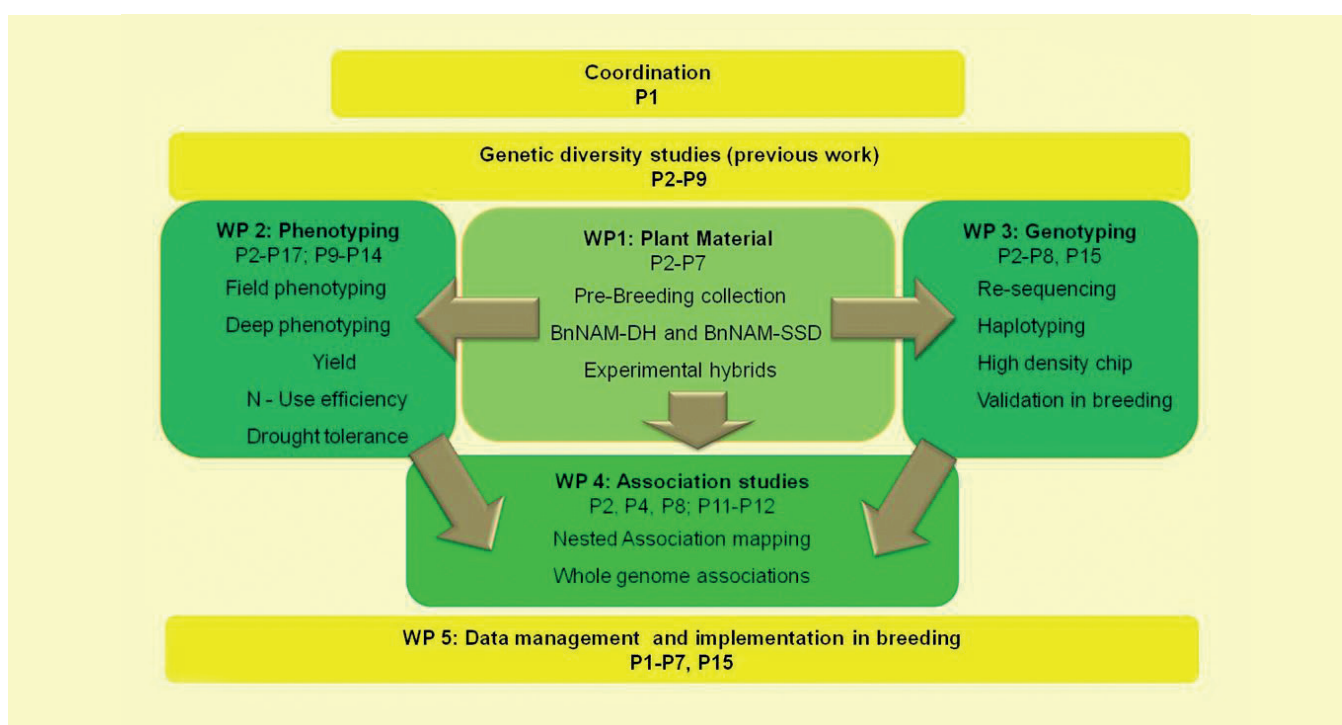 Coordination
P1
Genetic diversity studies (previous work)
P2-P9
WP 2: Phenotyping
P2-P17; P9-P14
Field phenotyping
Deep phenotyping
Yield
N - Use efficiency
Drought tolerance
WP1: Plant Material
P2-P7
Pre-Breeding collection
BnNAM-DH and BnNAM-SSD
Experimental hybrids
WP 3: Genotyping
P2-P8, P15
Re-sequencing
Haplotyping
High density chip
Validation in breeding
WP 4: Association studies
P2, P4, P8; P11-P12
Nested Association mapping
Whole genome associations
WP 5: Data management and implementation in breeding
P1-P7, P15